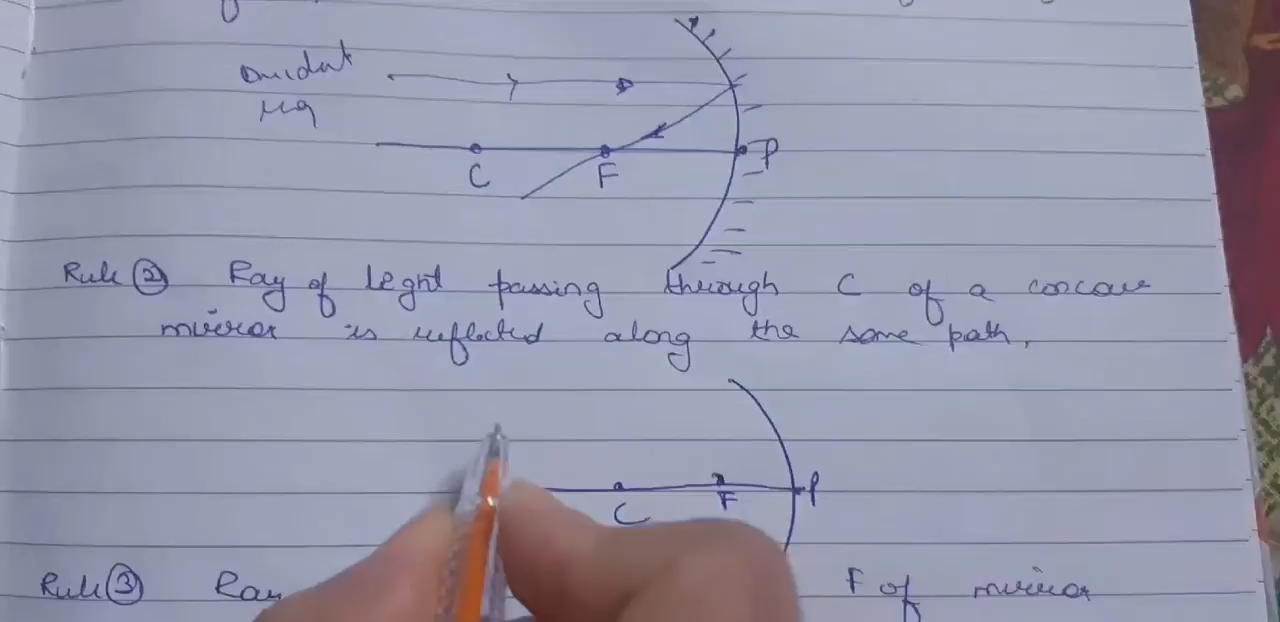 P
C F
Rule ② Ray of light passing through C of a concave
mirror is reflected along the same path.
C F P
Rule ③ Ray F of mirror